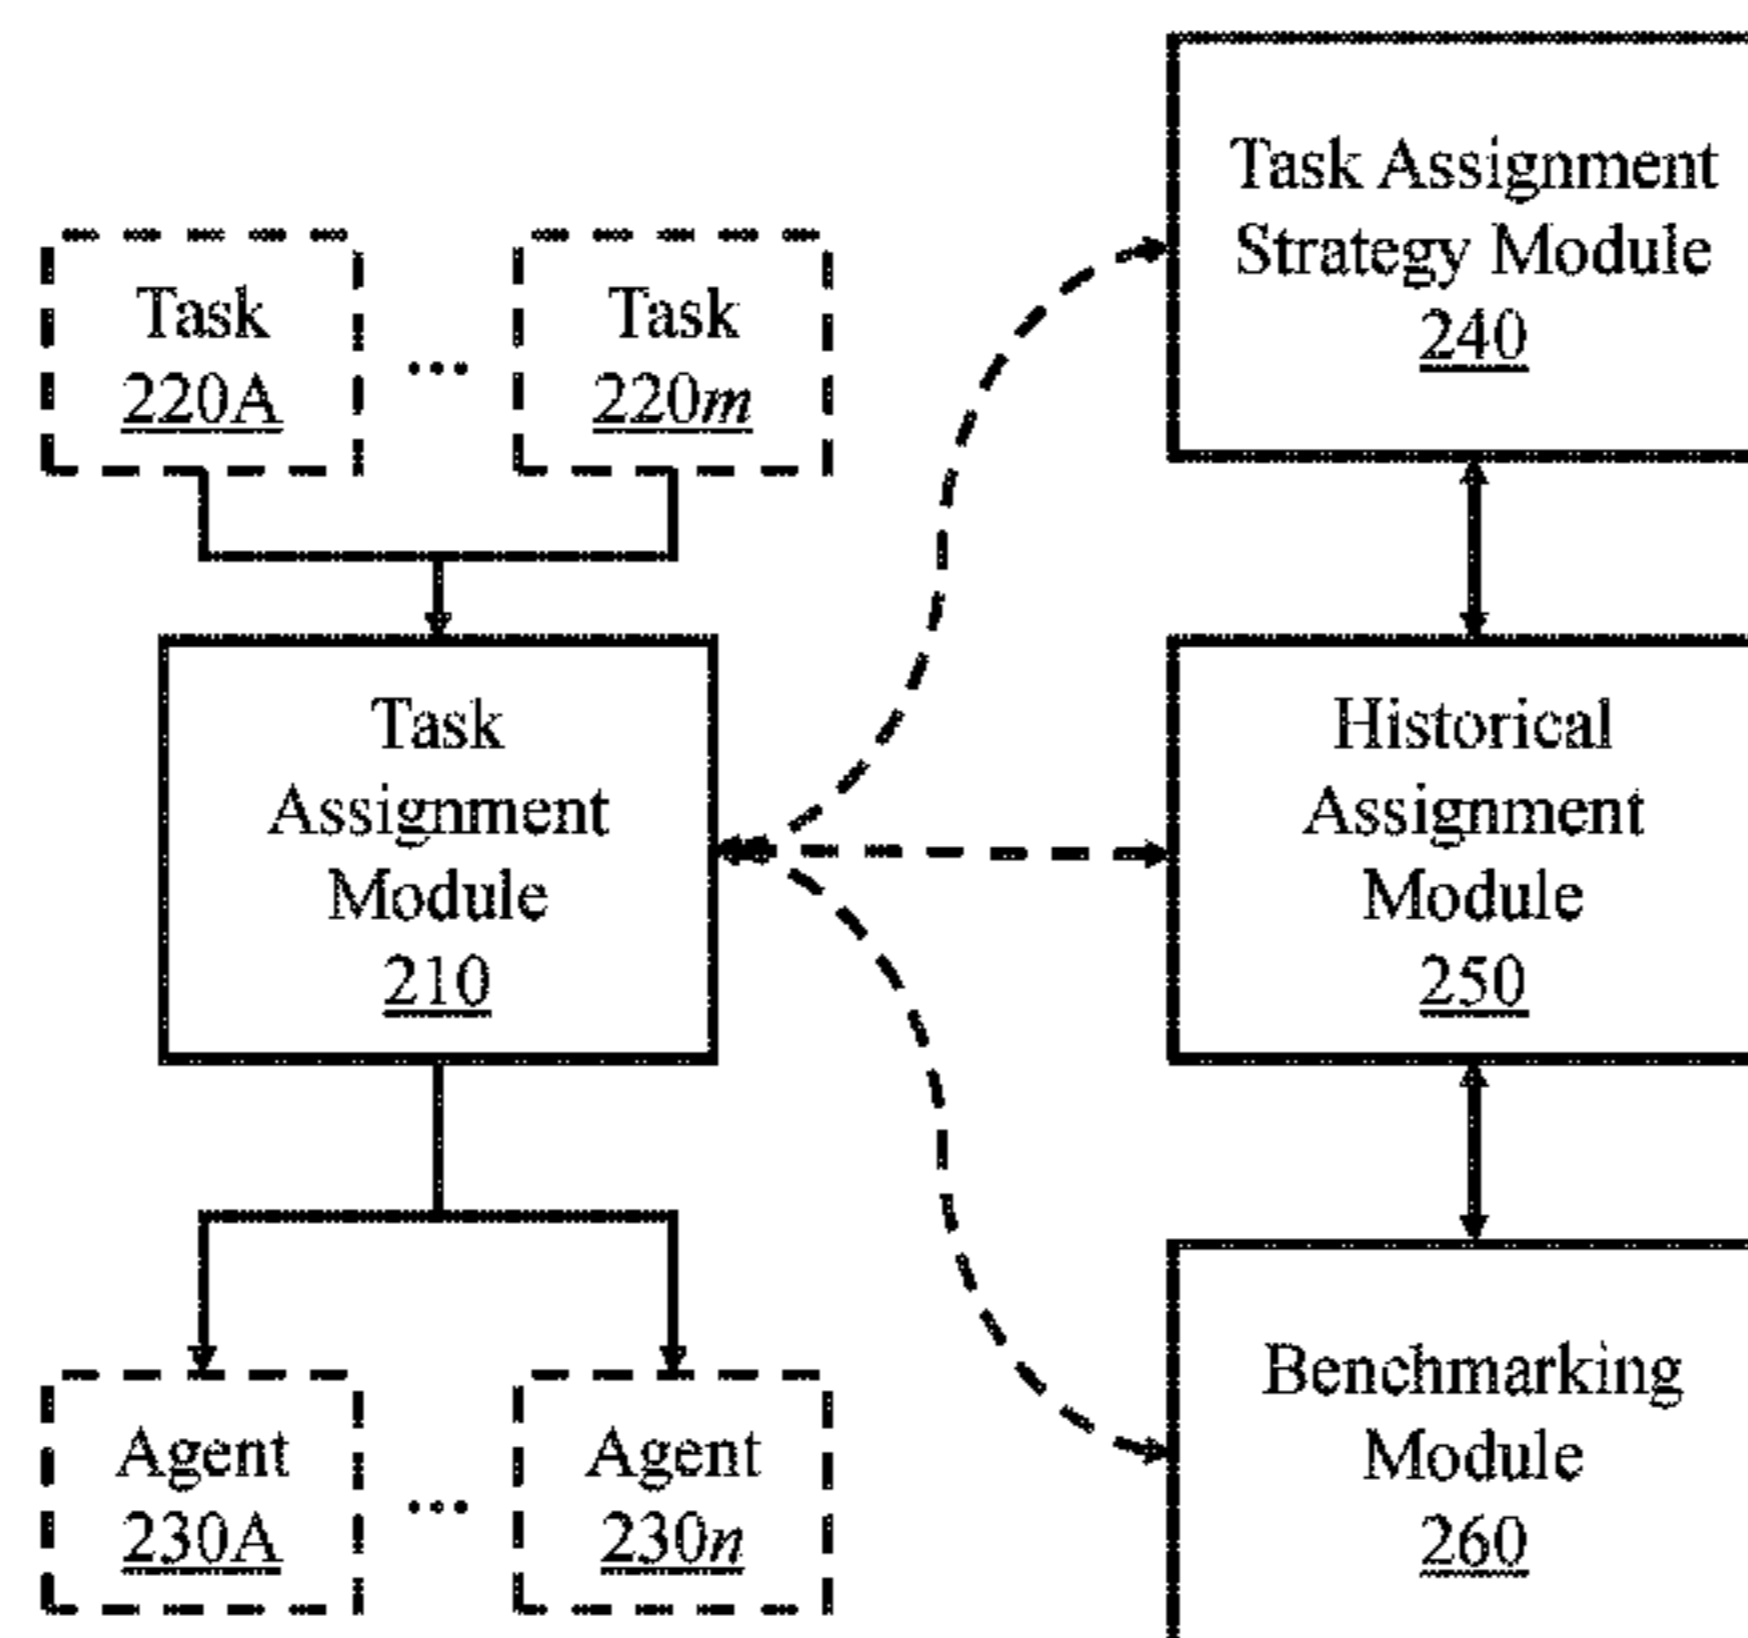 Task Assignment
Strategy Module
240
Task
220A
...
Task
220m
Task
Assignment
Module
210
Historical
Assignment
Module
250
Agent
230A
...
Agent
230n
Benchmarking
Module
260